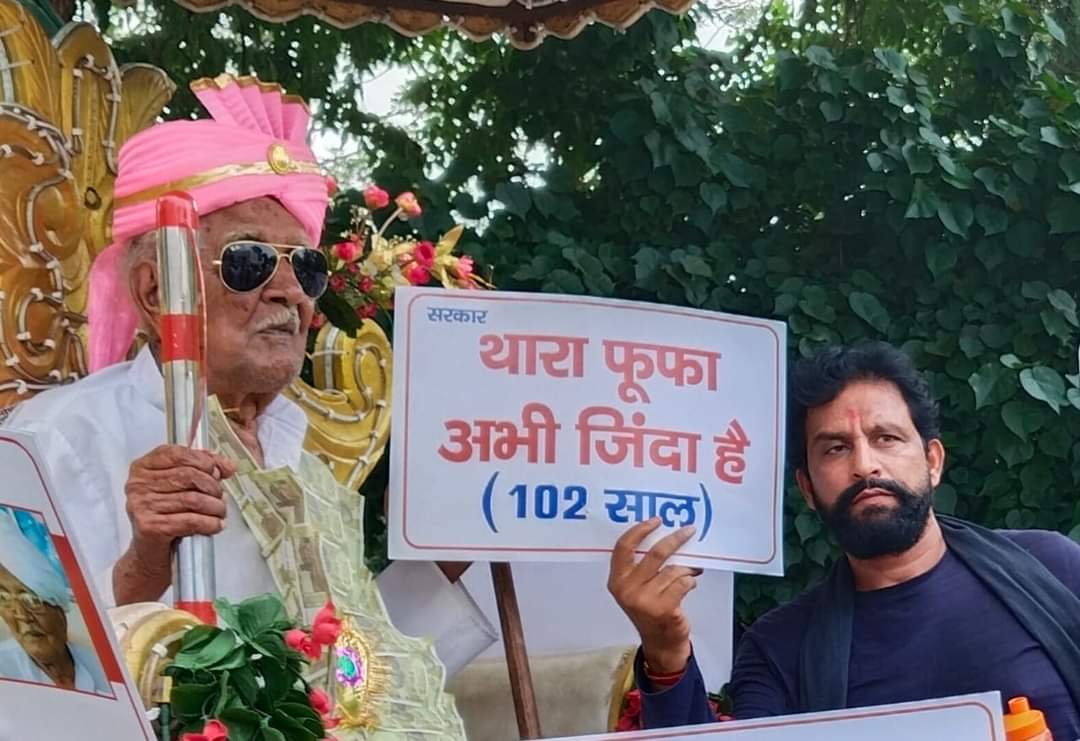 सरकार
थारा फूफा
अभी जिंदा है
(102 साल)